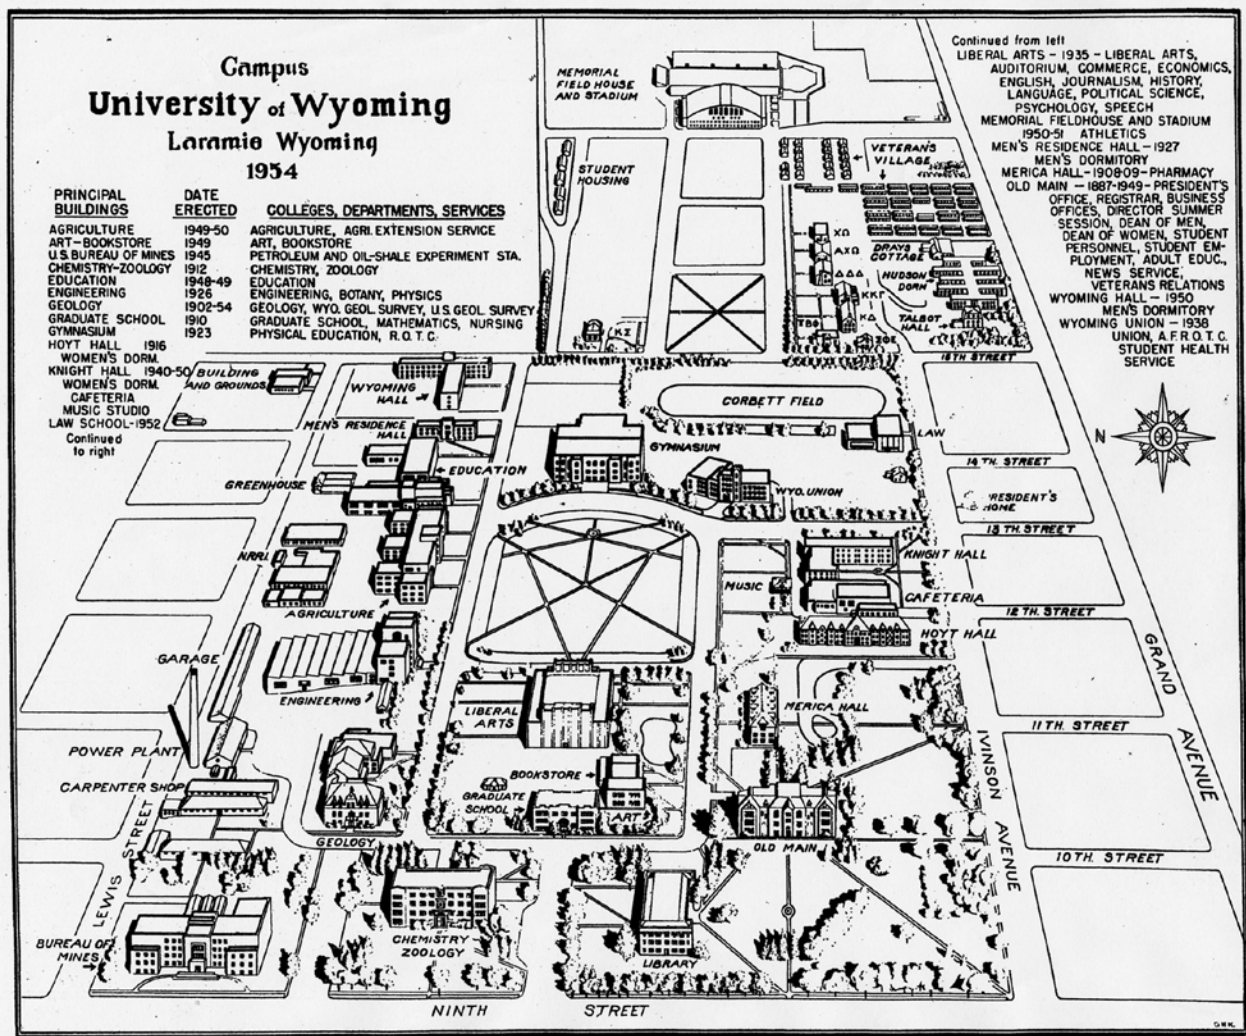 Campus
University of Wyoming
Laramie Wyoming
1954
PRINCIPAL BUILDINGS DATE ERECTED COLLEGES, DEPARTMENTS, SERVICES
AGRICULTURE 1949-50 AGRICULTURE, AGRI. EXTENSION SERVICE
ART-BOOKSTORE 1949 ART, BOOKSTORE
U.S. BUREAU OF MINES 1945 PETROLEUM AND OIL-SHALE EXPERIMENT STA.
CHEMISTRY-ZOOLOGY 1912 CHEMISTRY, ZOOLOGY
EDUCATION 1948-49 EDUCATION
ENGINEERING 1926 ENGINEERING, BOTANY, PHYSICS
GEOLOGY 1902-54 GEOLOGY, WYO. GEOL. SURVEY, U.S. GEOL. SURVEY
GRADUATE SCHOOL 1910 GRADUATE SCHOOL, MATHEMATICS, NURSING
GYMNASIUM 1923 PHYSICAL EDUCATION, R.O.T.C.
HOYT HALL 1916
WOMEN'S DORM.
KNIGHT HALL 1940-50
WOMEN'S DORM.
CAFETERIA
MUSIC STUDIO
LAW SCHOOL-1952
Continued
to right
Continued from left
LIBERAL ARTS - 1935 - LIBERAL ARTS,
AUDITORIUM, COMMERCE, ECONOMICS,
ENGLISH, JOURNALISM, HISTORY,
LANGUAGE, POLITICAL SCIENCE,
PSYCHOLOGY, SPEECH
MEMORIAL FIELDHOUSE AND STADIUM
1950-51 ATHLETICS
MEN'S RESIDENCE HALL-1927
MEN'S DORMITORY
MERICA HALL-1908-09-PHARMACY
OLD MAIN - 1887-1949-PRESIDENT'S
OFFICE, REGISTRAR, BUSINESS
OFFICES, DIRECTOR SUMMER
SESSION, DEAN OF MEN,
DEAN OF WOMEN, STUDENT
PERSONNEL, STUDENT EM-
PLOYMENT, ADULT EDUC.,
NEWS SERVICE,
VETERANS RELATIONS
WYOMING HALL - 1950
MEN'S DORMITORY
WYOMING UNION - 1938
UNION, A.F.R.O.T.C.
STUDENT HEALTH
SERVICE
MEMORIAL
FIELD HOUSE
AND STADIUM
STUDENT
HOUSING
VETERAN'S
VILLAGE
ΧΩ
ΑΧΩ
ΔΔΔ
ΚΚΓ
ΚΔ
ΠΒΦ
ΚΣ
DRAYS
COTTAGE
HUDSON
DORM
TALBOT
HALL
15TH STREET
BUILDING
AND GROUNDS
WYOMING
HALL
CORBETT FIELD
MEN'S RESIDENCE
HALL
GYMNASIUM
LAW
N
EDUCATION
14TH. STREET
GREENHOUSE
WYO. UNION
PRESIDENT'S
HOME
13TH. STREET
N.R.R.I.
KNIGHT HALL
MUSIC
CAFETERIA
AGRICULTURE
12TH. STREET
HOYT HALL
GARAGE
GRAND AVENUE
ENGINEERING
LIBERAL
ARTS
MERICA HALL
11TH. STREET
POWER PLANT
IVINSON AVENUE
BOOKSTORE
CARPENTER SHOP
GRADUATE
SCHOOL
ART
GEOLOGY
OLD MAIN
10TH. STREET
LEWIS STREET
BUREAU OF
MINES
CHEMISTRY
ZOOLOGY
LIBRARY
NINTH STREET